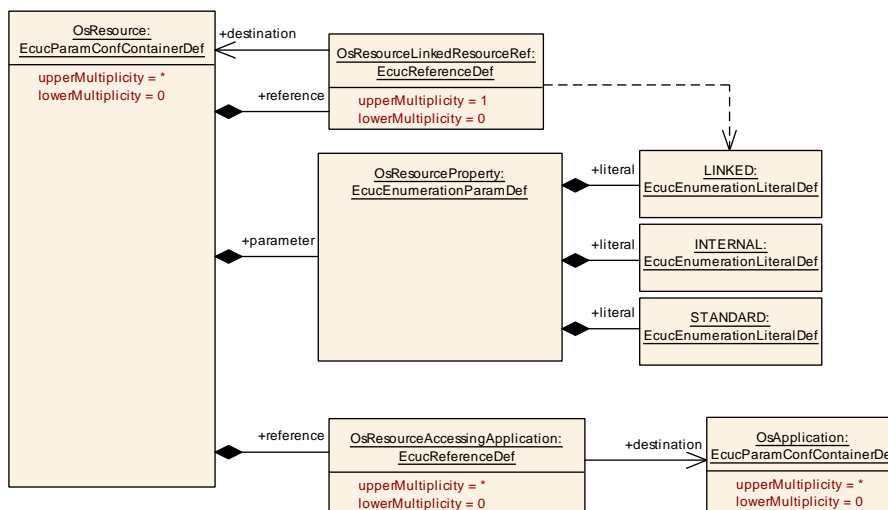 OsResource:
EcucParamConfContainerDef
upperMultiplicity = *
lowerMultiplicity = 0
+destination
OsResourceLinkedResourceRef:
EcucReferenceDef
upperMultiplicity = 1
lowerMultiplicity = 0
+reference
OsResourceProperty:
EcucEnumerationParamDef
+parameter
+literal
LINKED:
EcucEnumerationLiteralDef
+literal
INTERNAL:
EcucEnumerationLiteralDef
+literal
STANDARD:
EcucEnumerationLiteralDef
+reference
OsResourceAccessingApplication:
EcucReferenceDef
upperMultiplicity = *
lowerMultiplicity = 0
+destination
OsApplication:
EcucParamConfContainerDe
upperMultiplicity = *
lowerMultiplicity = 0